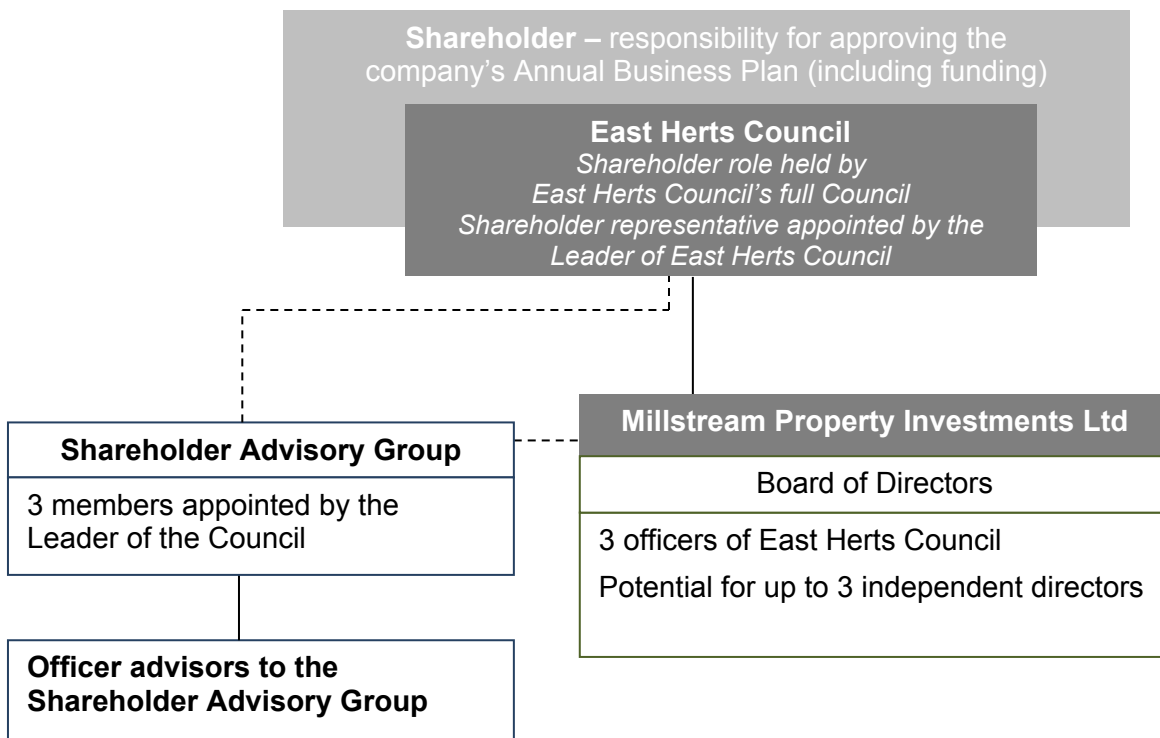 Shareholder – responsibility for approving the
company's Annual Business Plan (including funding)
East Herts Council
Shareholder role held by
East Herts Council's full Council
Shareholder representative appointed by the
Leader of East Herts Council
Shareholder Advisory Group
3 members appointed by the
Leader of the Council
Officer advisors to the
Shareholder Advisory Group
Millstream Property Investments Ltd
Board of Directors
3 officers of East Herts Council
Potential for up to 3 independent directors